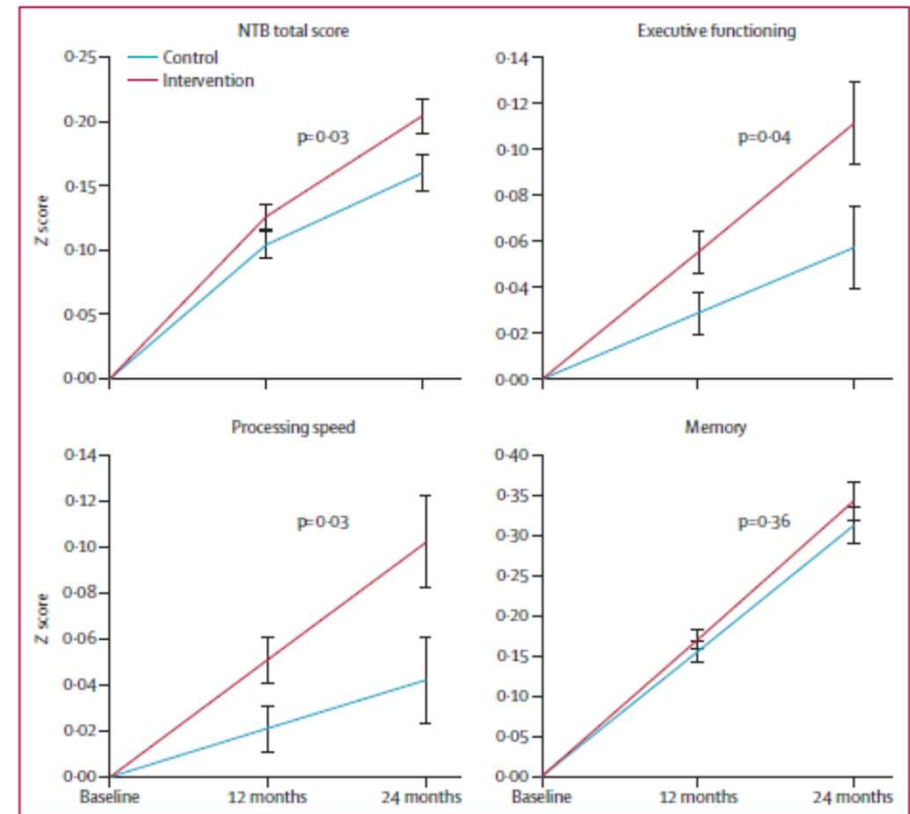 NTB total score
0·25
0·20
0·15
0·10
0·05
0·00
Z score
Control
Intervention
p=0·03
Executive functioning
0·14
0·12
0·10
0·08
0·06
0·04
0·02
0·00
p=0·04
Processing speed
0·14
0·12
0·10
0·08
0·06
0·04
0·02
0·00
Z score
p=0·03
Baseline
12 months
24 months
Memory
0·40
0·35
0·30
0·25
0·20
0·15
0·10
0·05
0·00
p=0·36
Baseline
12 months
24 months